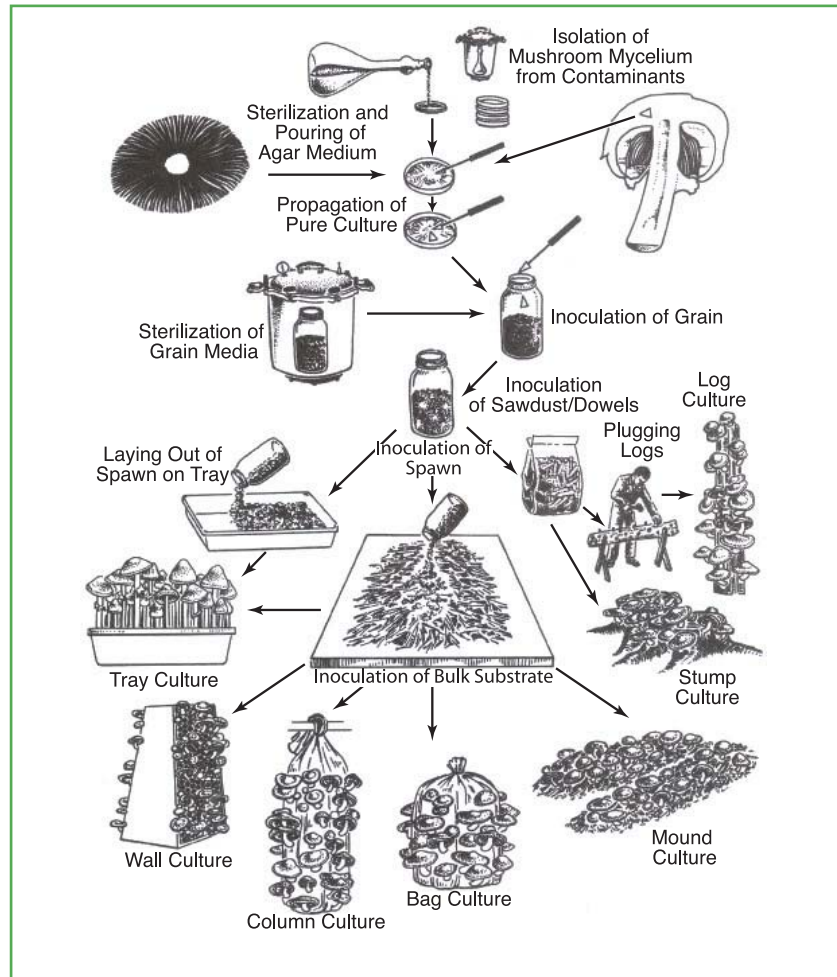 Isolation of
Mushroom Mycelium
from Contaminants
Sterilization and
Pouring of
Agar Medium
Propagation of
Pure Culture
Sterilization of
Grain Media
Inoculation of Grain
Inoculation
of Sawdust/Dowels
Log
Culture
Plugging
Logs
Laying Out of
Spawn on Tray
Inoculation of
Spawn
Tray Culture
Inoculation of Bulk Substrate
Stump
Culture
Wall Culture
Column Culture
Bag Culture
Mound
Culture